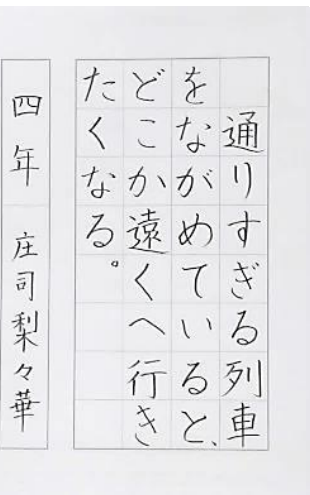 通りすぎる列車
をながめていると、
どこか遠くへ行き
たくなる。
四年 庄司梨々華